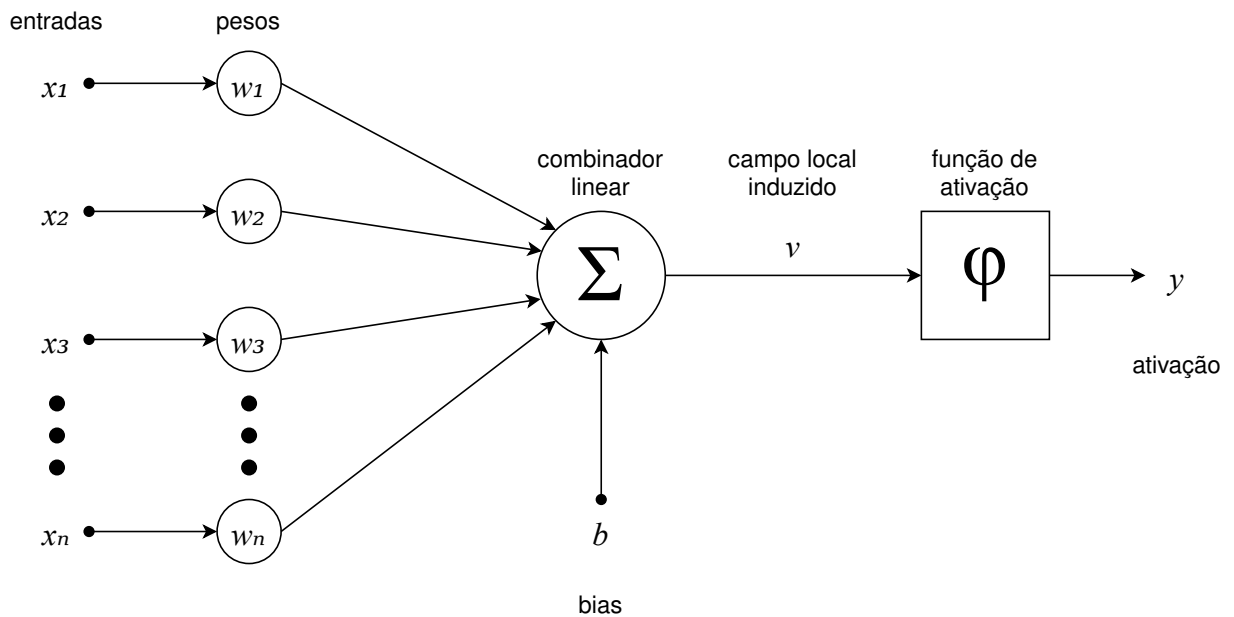 entradas
pesos
x1
w1
x2
w2
x3
w3
xn
wn
combinador
linear
Σ
b
bias
campo local
induzido
v
função de
ativação
φ
y
ativação